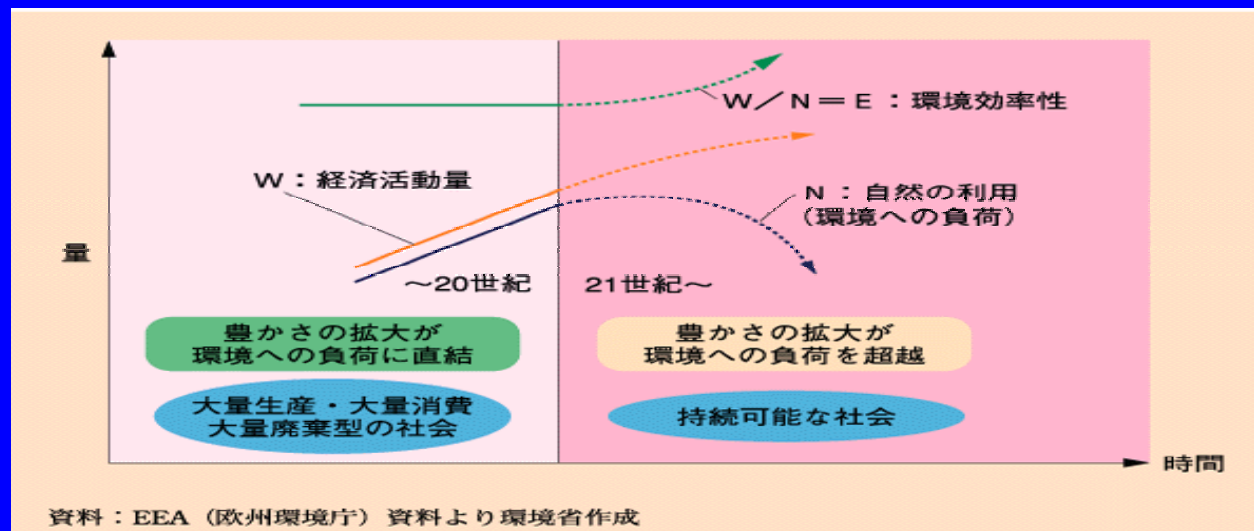 W／N＝E：環境効率性
W：経済活動量
N：自然の利用
（環境への負荷）
量
～20世紀
21世紀～
豊かさの拡大が
環境への負荷に直結
豊かさの拡大が
環境への負荷を超越
大量生産・大量消費
大量廃棄型の社会
持続可能な社会
時間
資料：EEA（欧州環境庁）資料より環境省作成